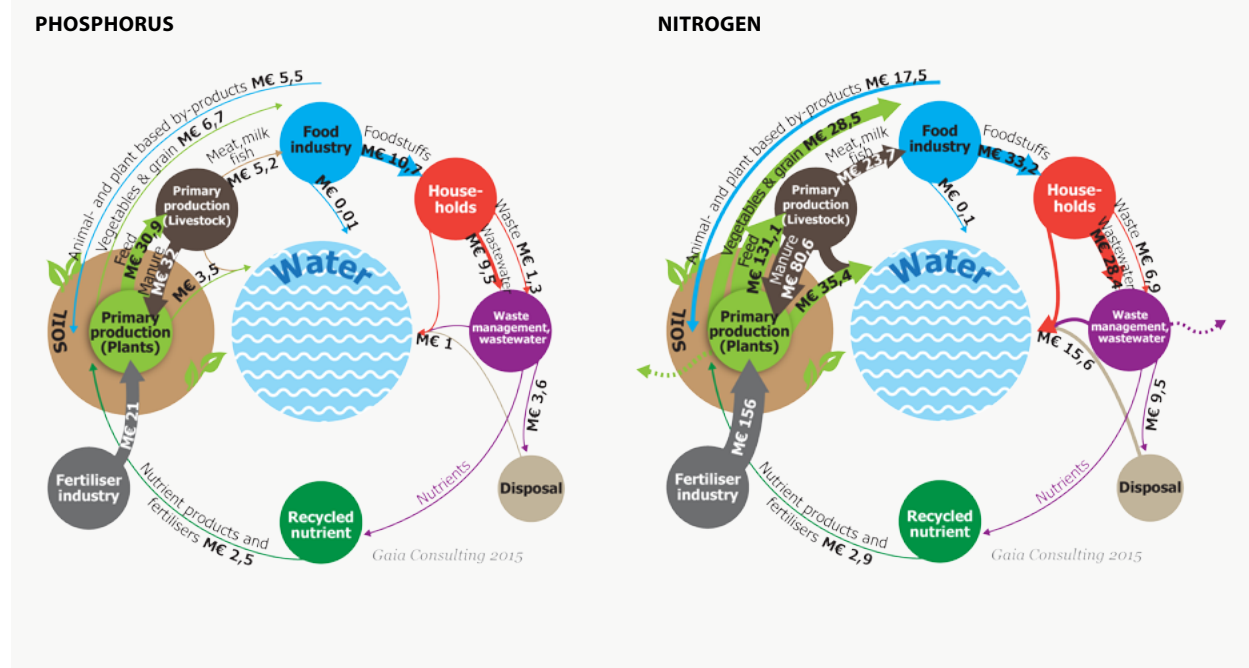 PHOSPHORUS
Animal- and plant based by-products M€ 5,5
Vegetables & grain M€ 6,7
Meat,milk
fish
M€ 5,2
Food
industry
Foodstuffs
M€ 10,7
M€ 0,01
House-
holds
Primary
production
(Livestock)
Feed
M€ 30,9
Manure
M€ 32
M€ 3,5
Water
Waste M€ 1,3
Wastewater
M€ 9,5
SOIL
Primary
production
(Plants)
Waste
management,
wastewater
M€ 1
M€ 3,6
M€ 21
Fertiliser
industry
Nutrient products and
fertilisers M€ 2,5
Recycled
nutrient
Nutrients
Disposal
Gaia Consulting 2015
NITROGEN
Animal- and plant based by-products M€ 17,5
Vegetables & grain M€ 28,5
Meat,milk
fish
M€ 23,7
Food
industry
Foodstuffs
M€ 33,2
M€ 0,1
House-
holds
Primary
production
(Livestock)
Feed
M€ 131,1
Manure
M€ 80,6
M€ 35,4
Water
Waste M€ 6,9
Wastewater
M€ 28,4
SOIL
Primary
production
(Plants)
Waste
management,
wastewater
M€ 15,6
M€ 9,5
M€ 156
Fertiliser
industry
Nutrient products and
fertilisers M€ 2,9
Recycled
nutrient
Nutrients
Disposal
Gaia Consulting 2015